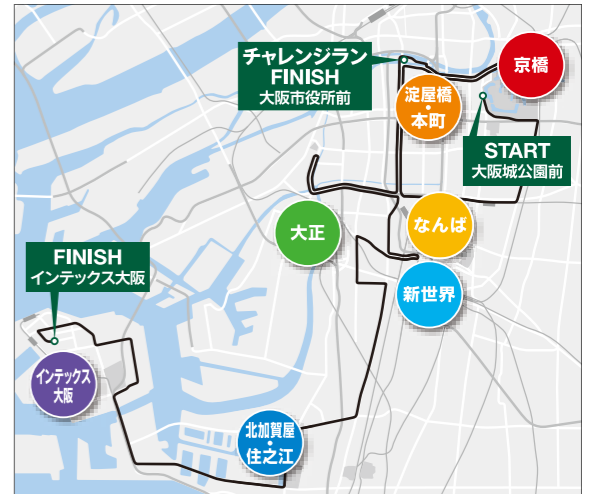 チャレンジラン
FINISH
大阪市役所前
京橋
淀屋橋
・
本町
START
大阪城公園前
大正
なんば
FINISH
インテックス大阪
新世界
インテックス
大阪
北加賀屋
・
住之江